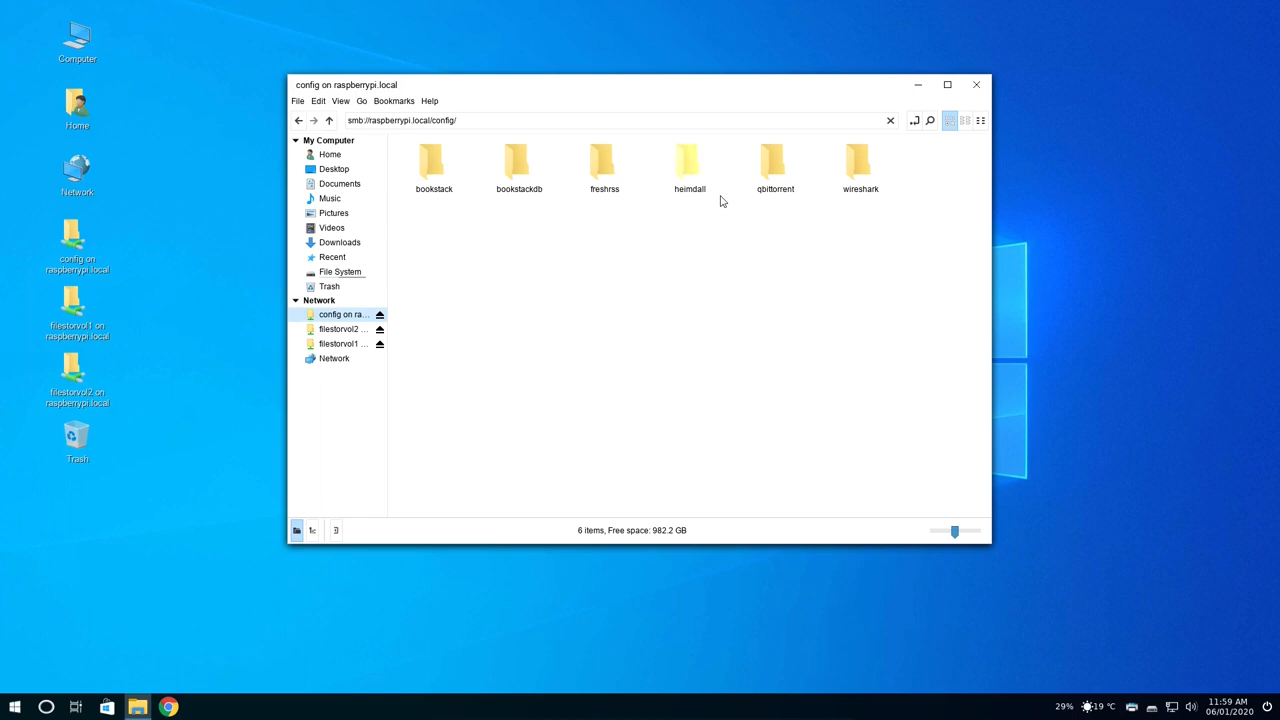 Computer
Home
Network
config on
raspberrypi.local
filestorvol1 on
raspberrypi.local
filestorvol2 on
raspberrypi.local
Trash
config on raspberrypi.local
File Edit View Go Bookmarks Help
smb://raspberrypi.local/config/
My Computer
Home
Desktop
Documents
Music
Pictures
Videos
Downloads
Recent
File System
Trash
Network
config on ra...
filestorvol2 ...
filestorvol1 ...
Network
bookstack bookstackdb freshrss heimdall qbittorrent wireshark
6 items, Free space: 982.2 GB
29% 19 °C
11:59 AM
06/01/2020